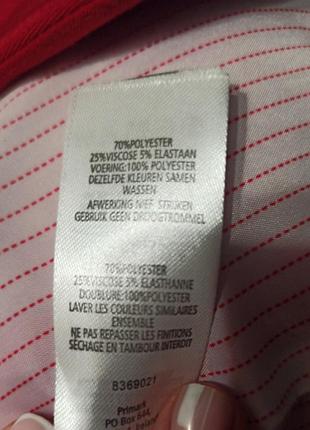 70%POLYESTER
25%VISCOSE 5% ELASTAAN
VOERING:100% POLYESTER
DEZELFDE KLEUREN SAMEN
WASSEN
AFWERKING NIET STRIJKEN
GEBRUIK GEEN DROOGTROMMEL
70%POLYESTER
25%VISCOSE 5% ELASTHANNE
DOUBLURE:100%POLYESTER
LAVER LES COULEURS SIMILAIRES
ENSEMBLE
NE PAS REPASSER LES FINITIONS
SÉCHAGE EN TAMBOUR INTERDIT
8369021
Primark
PO Box 644,
Ireland